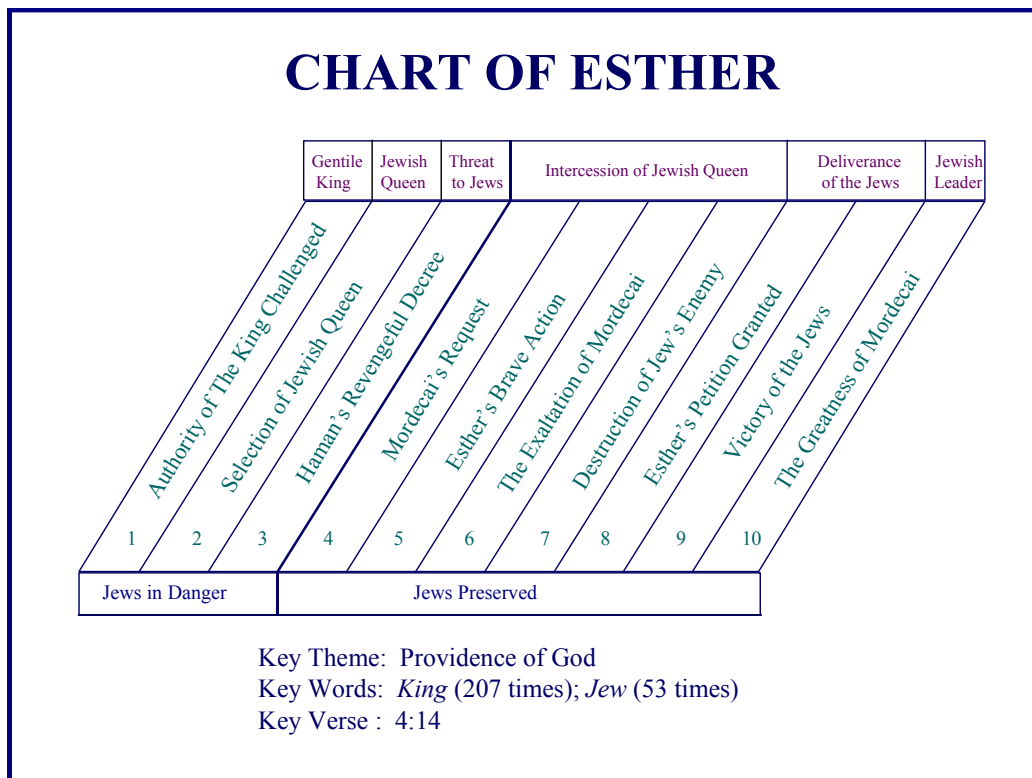 CHART OF ESTHER
Gentile
King
Jewish
Queen
Threat
to Jews
Intercession of Jewish Queen
Deliverance
of the Jews
Jewish
Leader
Authority of The King Challenged
Selection of Jewish Queen
Haman's Revengeful Decree
Mordecai's Request
Esther's Brave Action
The Exaltation of Mordecai
Destruction of Jew's Enemy
Esther's Petition Granted
Victory of the Jews
The Greatness of Mordecai
1 2 3 4 5 6 7 8 9 10
Jews in Danger
Jews Preserved
Key Theme: Providence of God
Key Words: King (207 times); Jew (53 times)
Key Verse : 4:14